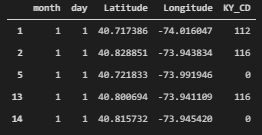 month day Latitude Longitude KY_CD
1 1 1 40.717386 -74.016047 112
2 1 1 40.828851 -73.943834 116
5 1 1 40.721833 -73.991946 0
13 1 1 40.800694 -73.941109 116
14 1 1 40.815732 -73.945420 0